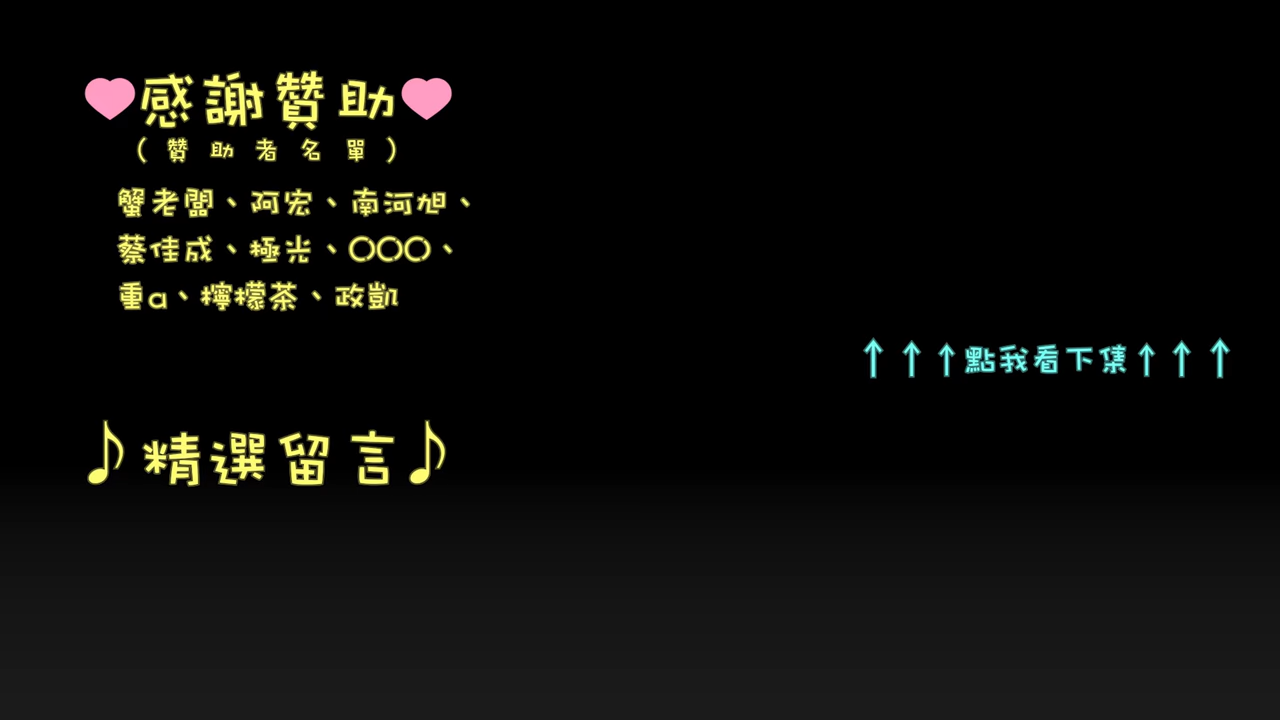 感謝贊助
(贊助者名單)
蟹老闆、阿宏、南河旭、
蔡佳成、極光、〇〇〇、
重a、檸檬茶、政凱
↑↑↑點我看下集↑↑↑
♪精選留言♪